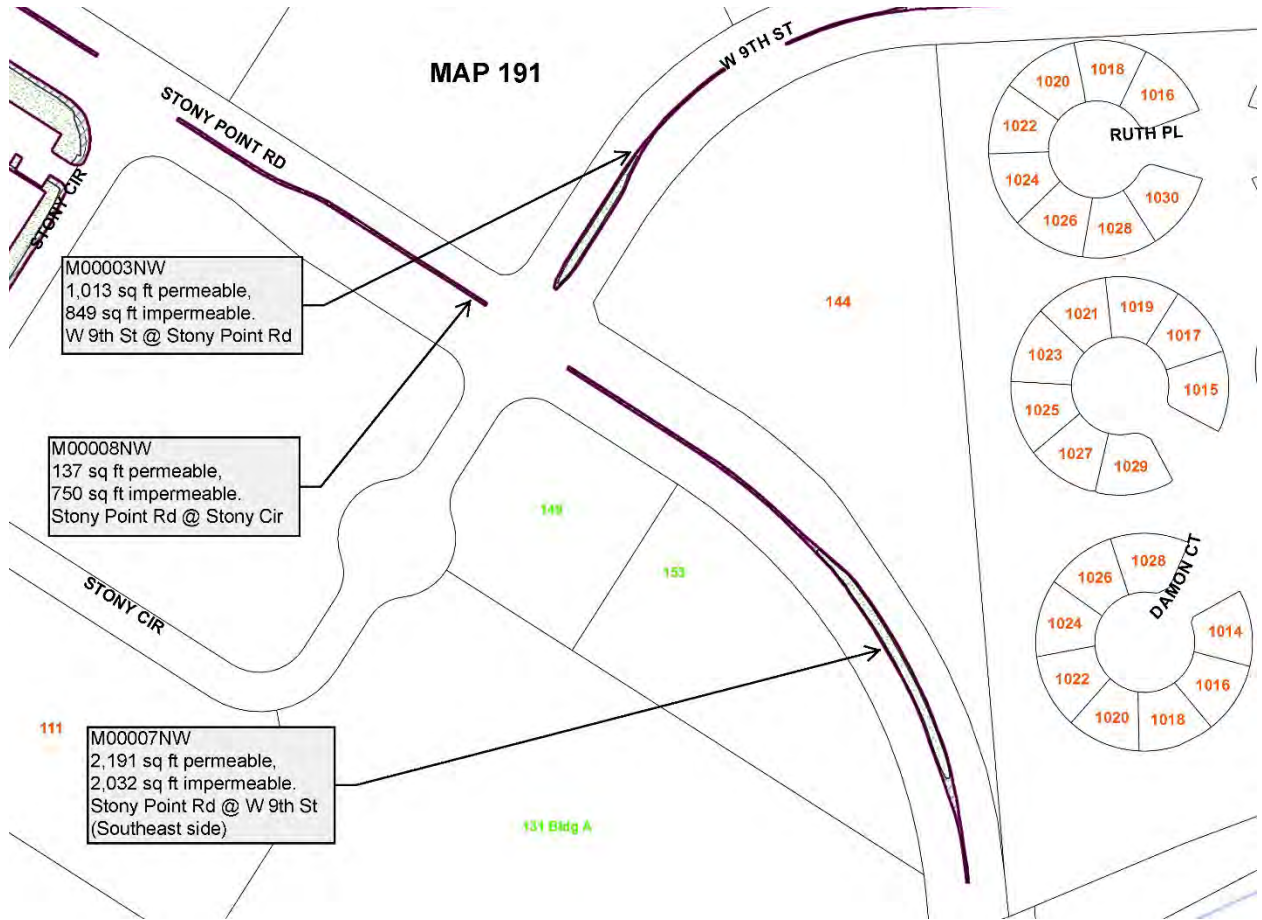 MAP 191
W 9TH ST
STONY POINT RD
STONY CIR
M00003NW
1,013 sq ft permeable,
849 sq ft impermeable.
W 9th St @ Stony Point Rd
M00008NW
137 sq ft permeable,
750 sq ft impermeable.
Stony Point Rd @ Stony Cir
STONY CIR
M00007NW
2,191 sq ft permeable,
2,032 sq ft impermeable.
Stony Point Rd @ W 9th St
(Southeast side)
111
149
153
131 Bldg A
144
1020
1018
1016
1022
RUTH PL
1024
1030
1026
1028
1021
1019
1017
1023
1015
1025
1027
1029
1028
1026
DAMON CT
1024
1014
1022
1016
1020
1018